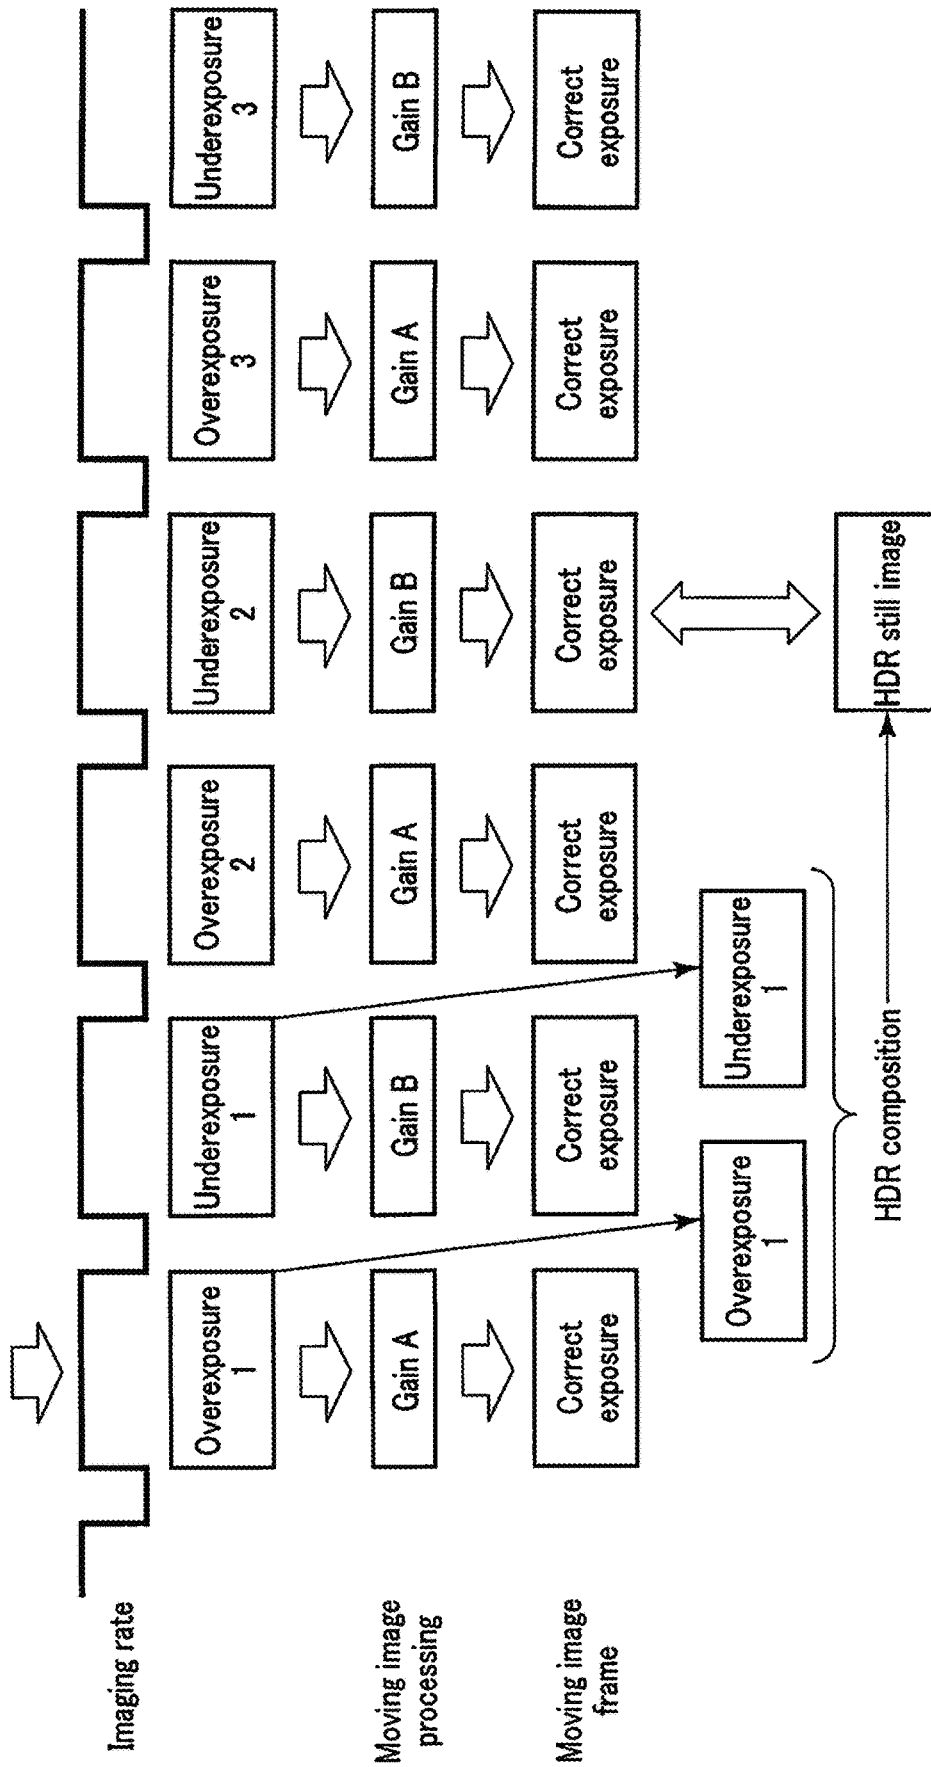 Imaging rate
Overexposure
1
Underexposure
1
Overexposure
2
Underexposure
2
Overexposure
3
Underexposure
3
Moving image
processing
Gain A
Gain B
Gain A
Gain B
Gain A
Gain B
Moving image
frame
Correct
exposure
Correct
exposure
Correct
exposure
Correct
exposure
Correct
exposure
Correct
exposure
Overexposure
1
Underexposure
1
HDR composition
HDR still image